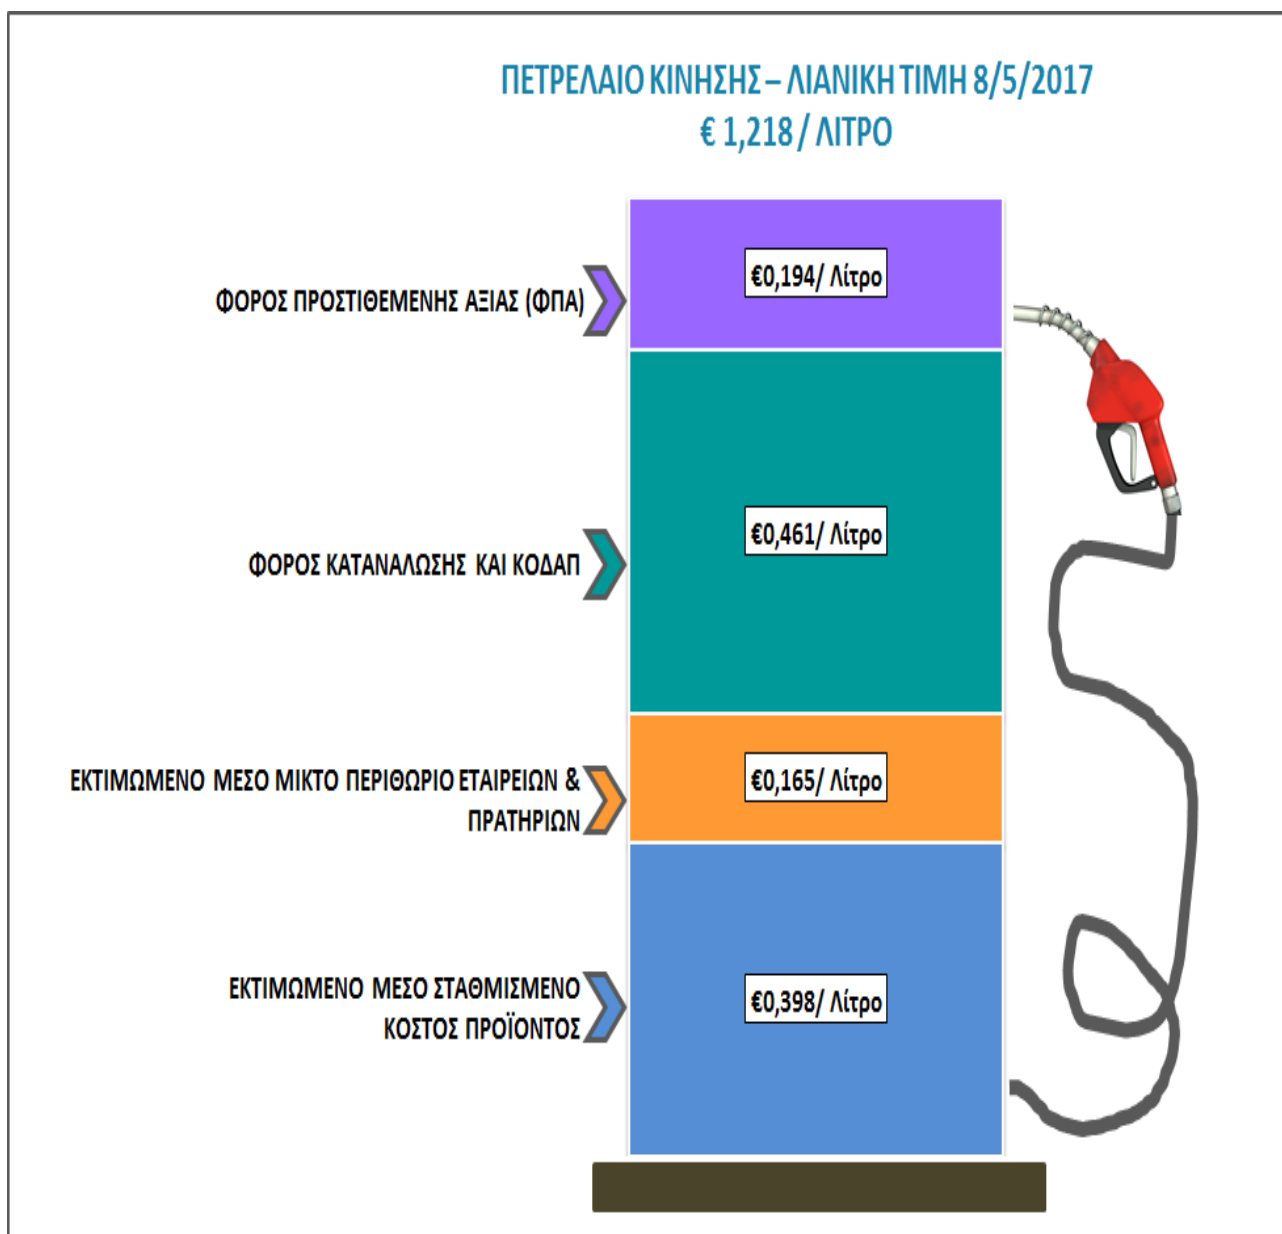 ΠΕΤΡΕΛΑΙΟ ΚΙΝΗΣΗΣ – ΛΙΑΝΙΚΗ ΤΙΜΗ 8/5/2017
€ 1,218 / ΛΙΤΡΟ
€0,194/ Λίτρο
ΦΟΡΟΣ ΠΡΟΣΤΙΘΕΜΕΝΗΣ ΑΞΙΑΣ (ΦΠΑ)
€0,461/ Λίτρο
ΦΟΡΟΣ ΚΑΤΑΝΑΛΩΣΗΣ ΚΑΙ ΚΟΔΑΠ
€0,165/ Λίτρο
ΕΚΤΙΜΩΜΕΝΟ ΜΕΣΟ ΜΙΚΤΟ ΠΕΡΙΘΩΡΙΟ ΕΤΑΙΡΕΙΩΝ &
ΠΡΑΤΗΡΙΩΝ
€0,398/ Λίτρο
ΕΚΤΙΜΩΜΕΝΟ ΜΕΣΟ ΣΤΑΘΜΙΣΜΕΝΟ
ΚΟΣΤΟΣ ΠΡΟΪΟΝΤΟΣ